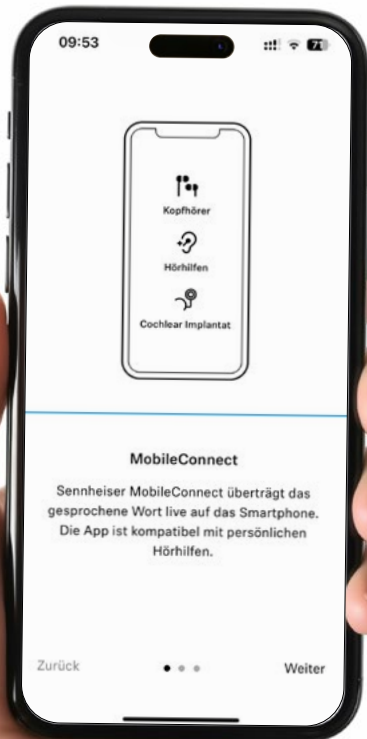 09:53
71
Kopfhörer
Hörhilfen
Cochlear Implantat
MobileConnect
Sennheiser MobileConnect überträgt das
gesprochene Wort live auf das Smartphone.
Die App ist kompatibel mit persönlichen
Hörhilfen.
Zurück
Weiter